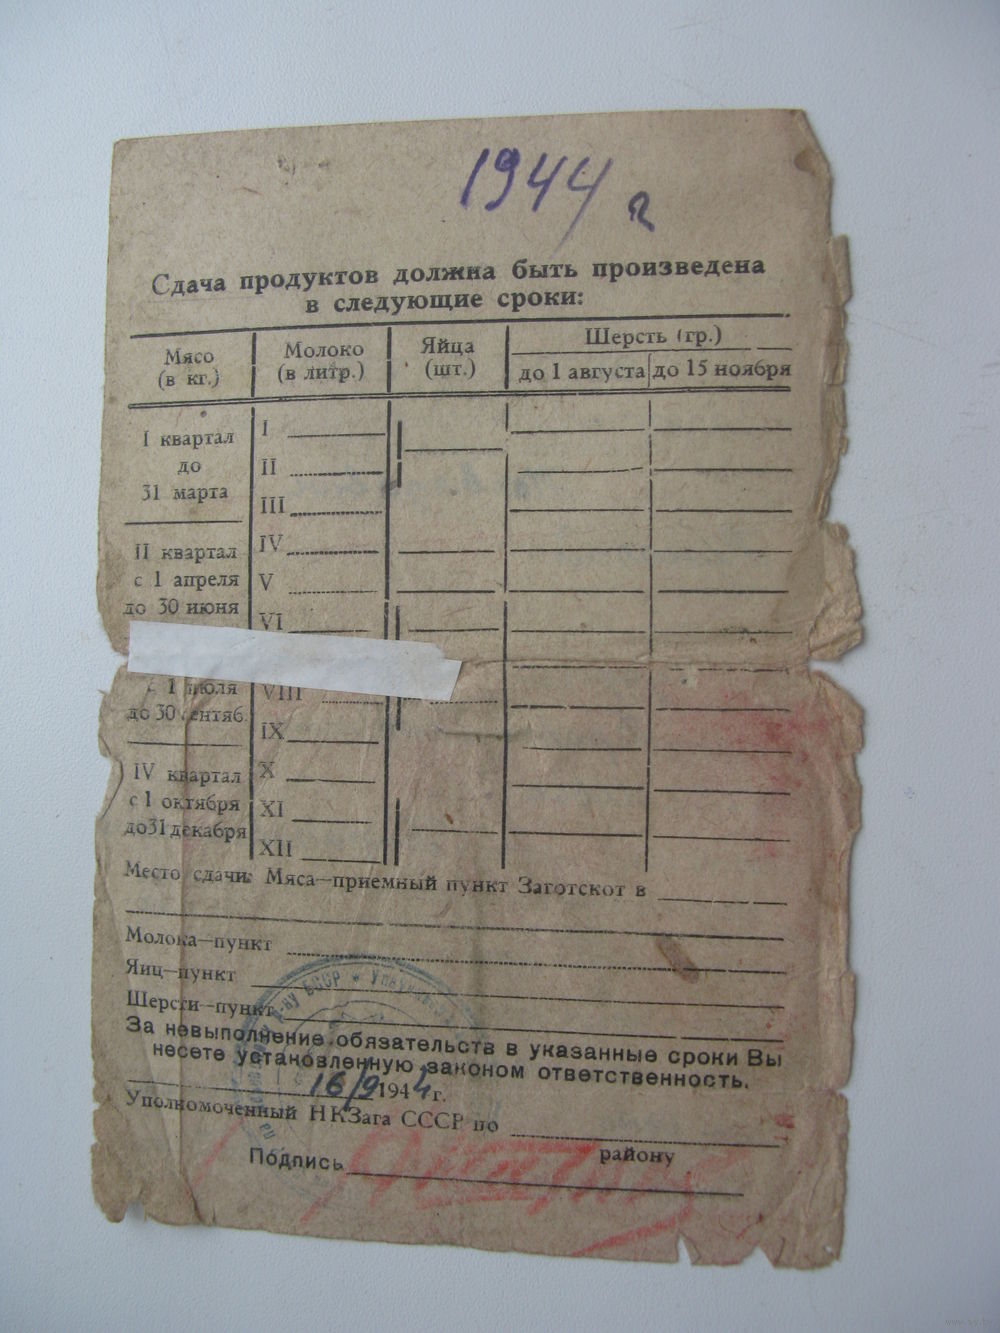 1944 г
Сдача продуктов должна быть произведена
в следующие сроки:
Мясо
(в кг.)
Молоко
(в литр.)
Яйца
(шт.)
Шерсть (гр.)
до 1 августа
до 15 ноября
I квартал
до
31 марта
II квартал
с 1 апреля
до 30 июня
с 1 июля
до 30 сентяб.
IV квартал
с 1 октября
до 31 декабря
I
II
III
IV
V
VI
VIII
IX
X
XI
XII
Место сдачи: Мяса—приемный пункт Заготскот в
Молока—пункт
Яиц—пункт
Шерсти—пункт
За невыполнение обязательств в указанные сроки Вы
несете установленную законом ответственность.
16/9 1944 г.
Уполномоченный НКЗага СССР по
району
Подпись
БССР